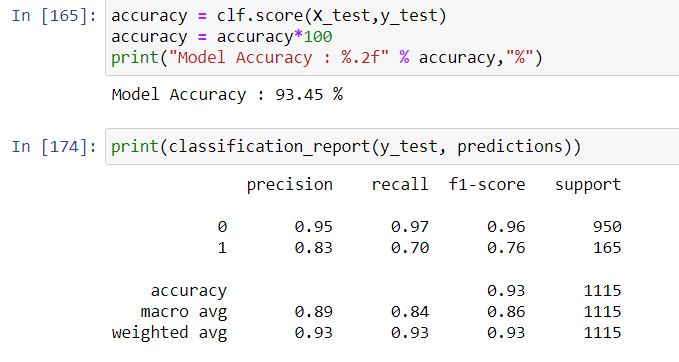 In [165]: accuracy = clf.score(X_test,y_test)
accuracy = accuracy*100
print("Model Accuracy : %.2f" % accuracy,"%")
Model Accuracy : 93.45 %
In [174]: print(classification_report(y_test, predictions))
precision recall f1-score support
0 0.95 0.97 0.96 950
1 0.83 0.70 0.76 165
accuracy 0.93 1115
macro avg 0.89 0.84 0.86 1115
weighted avg 0.93 0.93 0.93 1115